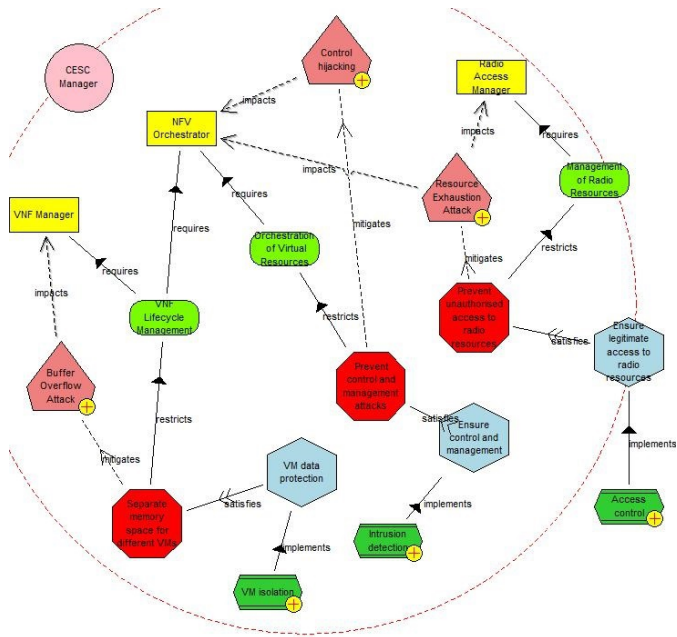 CESC
Manager
Control
hijacking
Radio
Access
Manager
impacts
NFV
Orchestrator
impacts
requires
impacts
Resource
Exhaustion
Attack
Management
of Radio
Resources
requires
VNF Manager
requires
Orchestration
of Virtual
Resources
mitigates
restricts
mitigates
requires
impacts
VNF
Lifecycle
Management
restricts
Prevent
unauthorised
access to
radio
resources
satisfies
Ensure
legitimate
access to
radio
resources
Buffer
Overflow
Attack
restricts
Prevent
control and
management
attacks
satisfies
Ensure
control and
management
implements
mitigates
VM data
protection
Separate
memory
space for
different VMs
satisfies
implements
Access
control
Intrusion
detection
implements
VM isolation